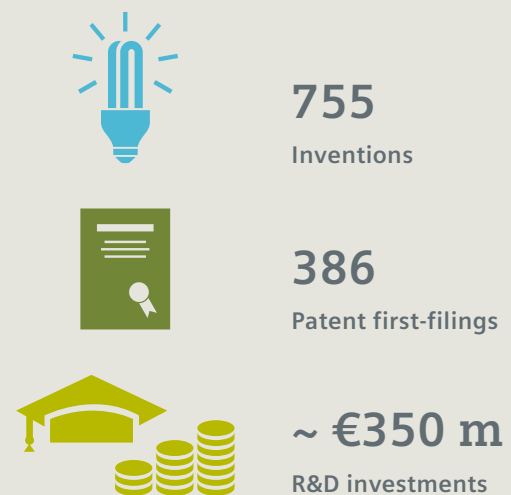 755
Inventions
386
Patent first-filings
~ €350 m
R&D investments